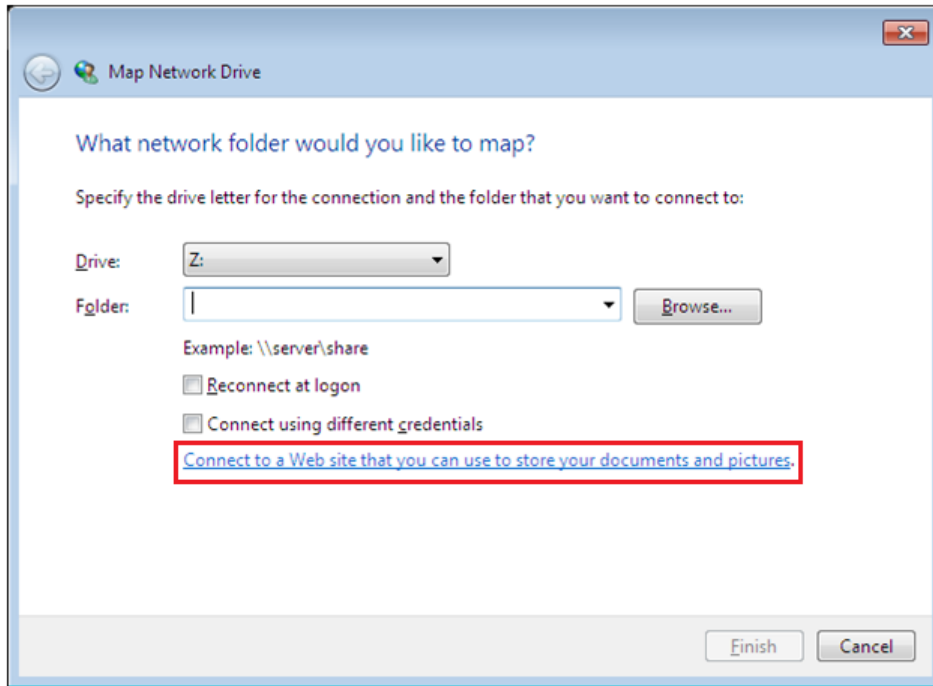 Map Network Drive
What network folder would you like to map?
Specify the drive letter for the connection and the folder that you want to connect to:
Drive: Z:
Folder: Browse...
Example: \\server\share
Reconnect at logon
Connect using different credentials
Connect to a Web site that you can use to store your documents and pictures.
Finish Cancel